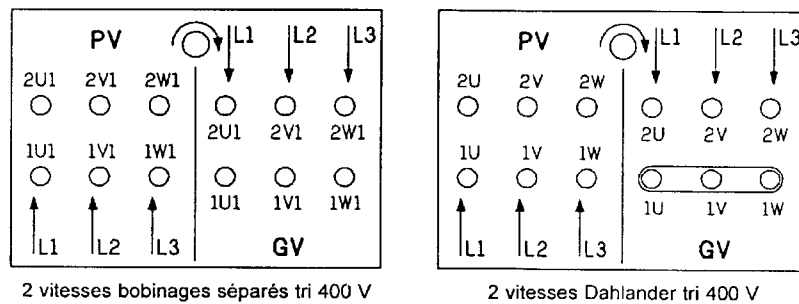 PV L1 L2 L3
2U1 2V1 2W1
2U1 2V1 2W1
1U1 1V1 1W1
1U1 1V1 1W1
L1 L2 L3 GV
2 vitesses bobinages séparés tri 400 V
PV L1 L2 L3
2U 2V 2W
2U 2V 2W
1U 1V 1W
1U 1V 1W
L1 L2 L3 GV
2 vitesses Dahlander tri 400 V